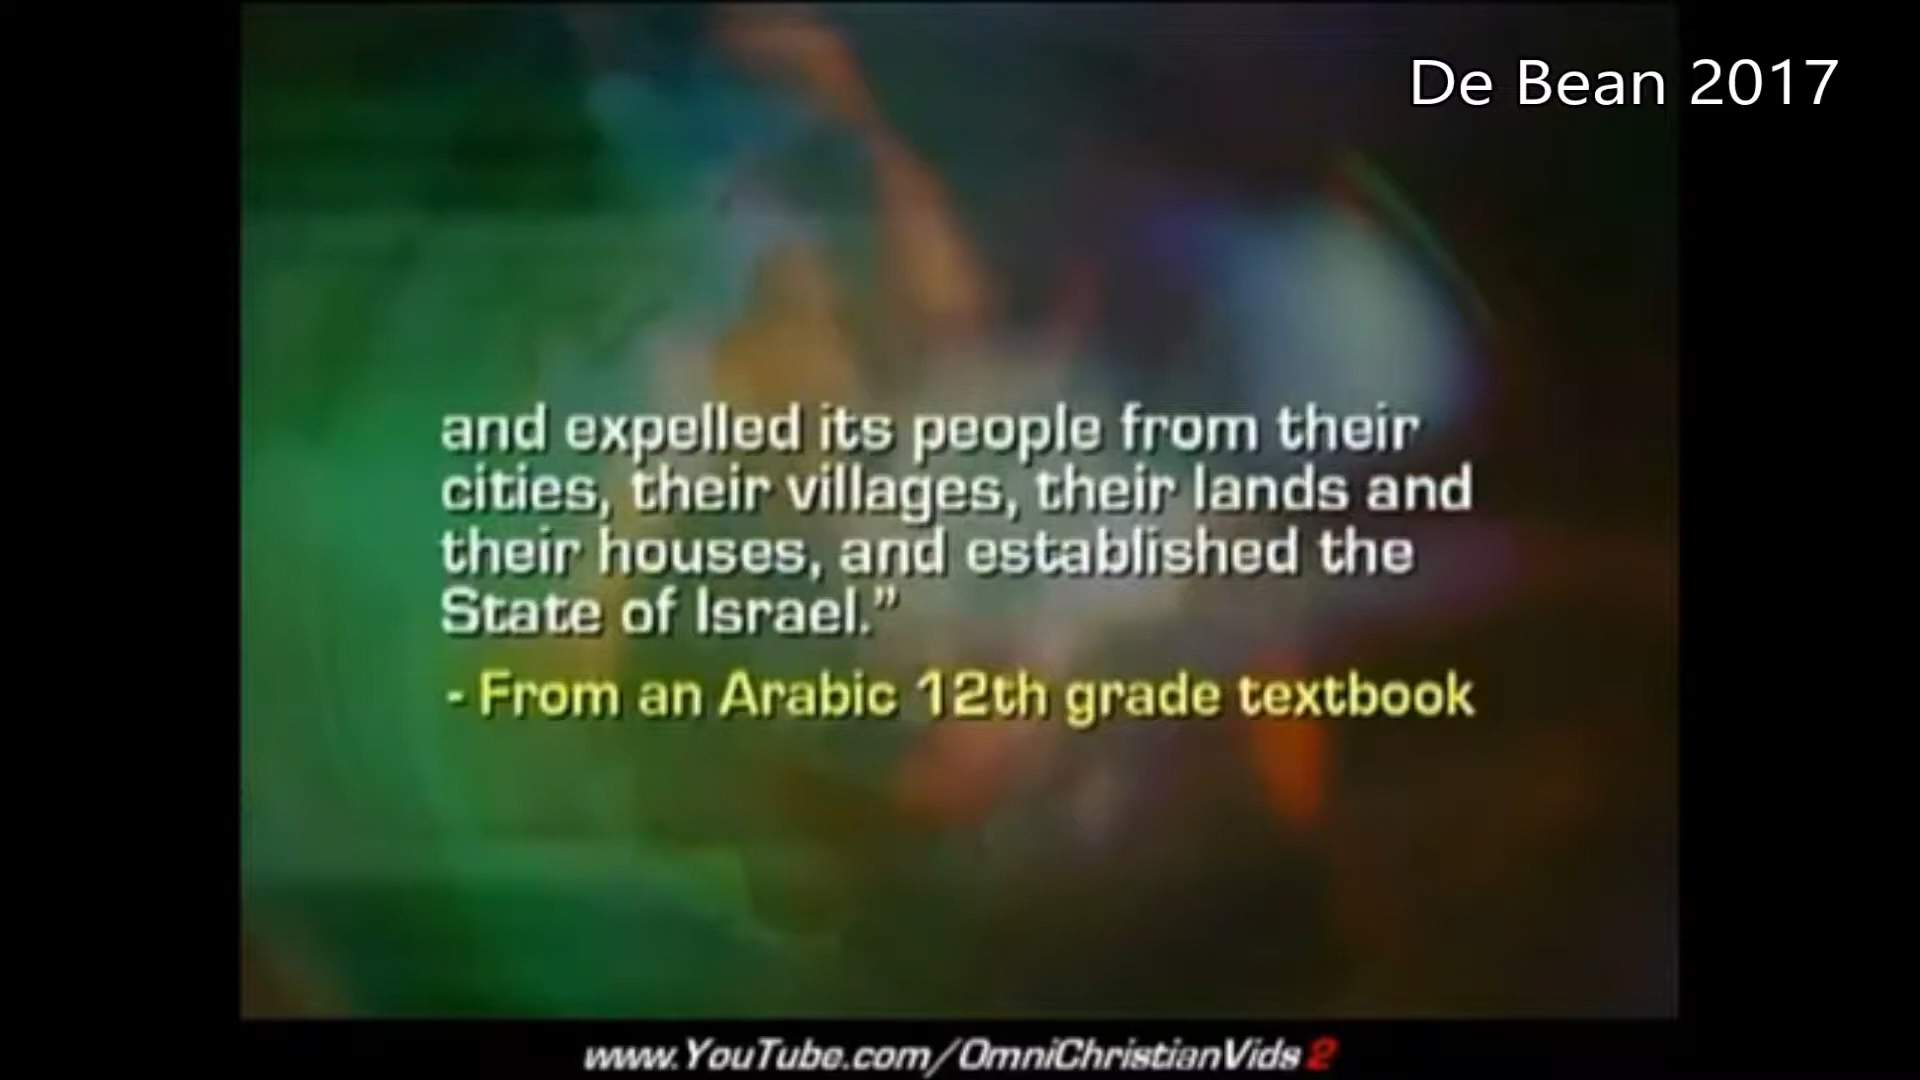 De Bean 2017
and expelled its people from their
cities, their villages, their lands and
their houses, and established the
State of Israel.”
- From an Arabic 12th grade textbook
www.YouTube.com/OmniChristianVids2